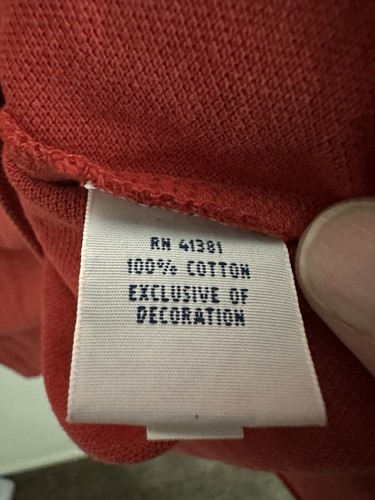 RN 41381
100% COTTON
EXCLUSIVE OF
DECORATION